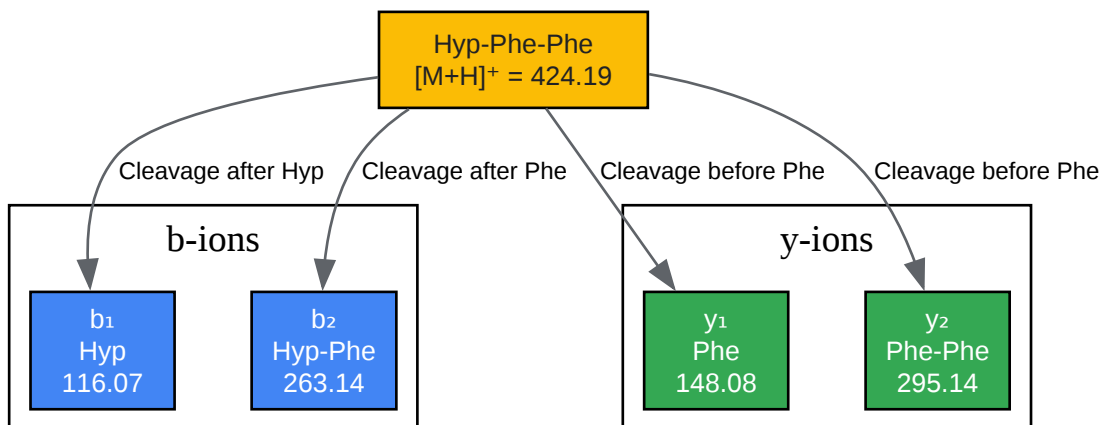 Hyp-Phe-Phe
[M+H]⁺ = 424.19
Cleavage after Hyp
Cleavage after Phe
Cleavage before Phe
Cleavage before Phe
b-ions
y-ions
b₁
Hyp
116.07
b₂
Hyp-Phe
263.14
y₁
Phe
148.08
y₂
Phe-Phe
295.14